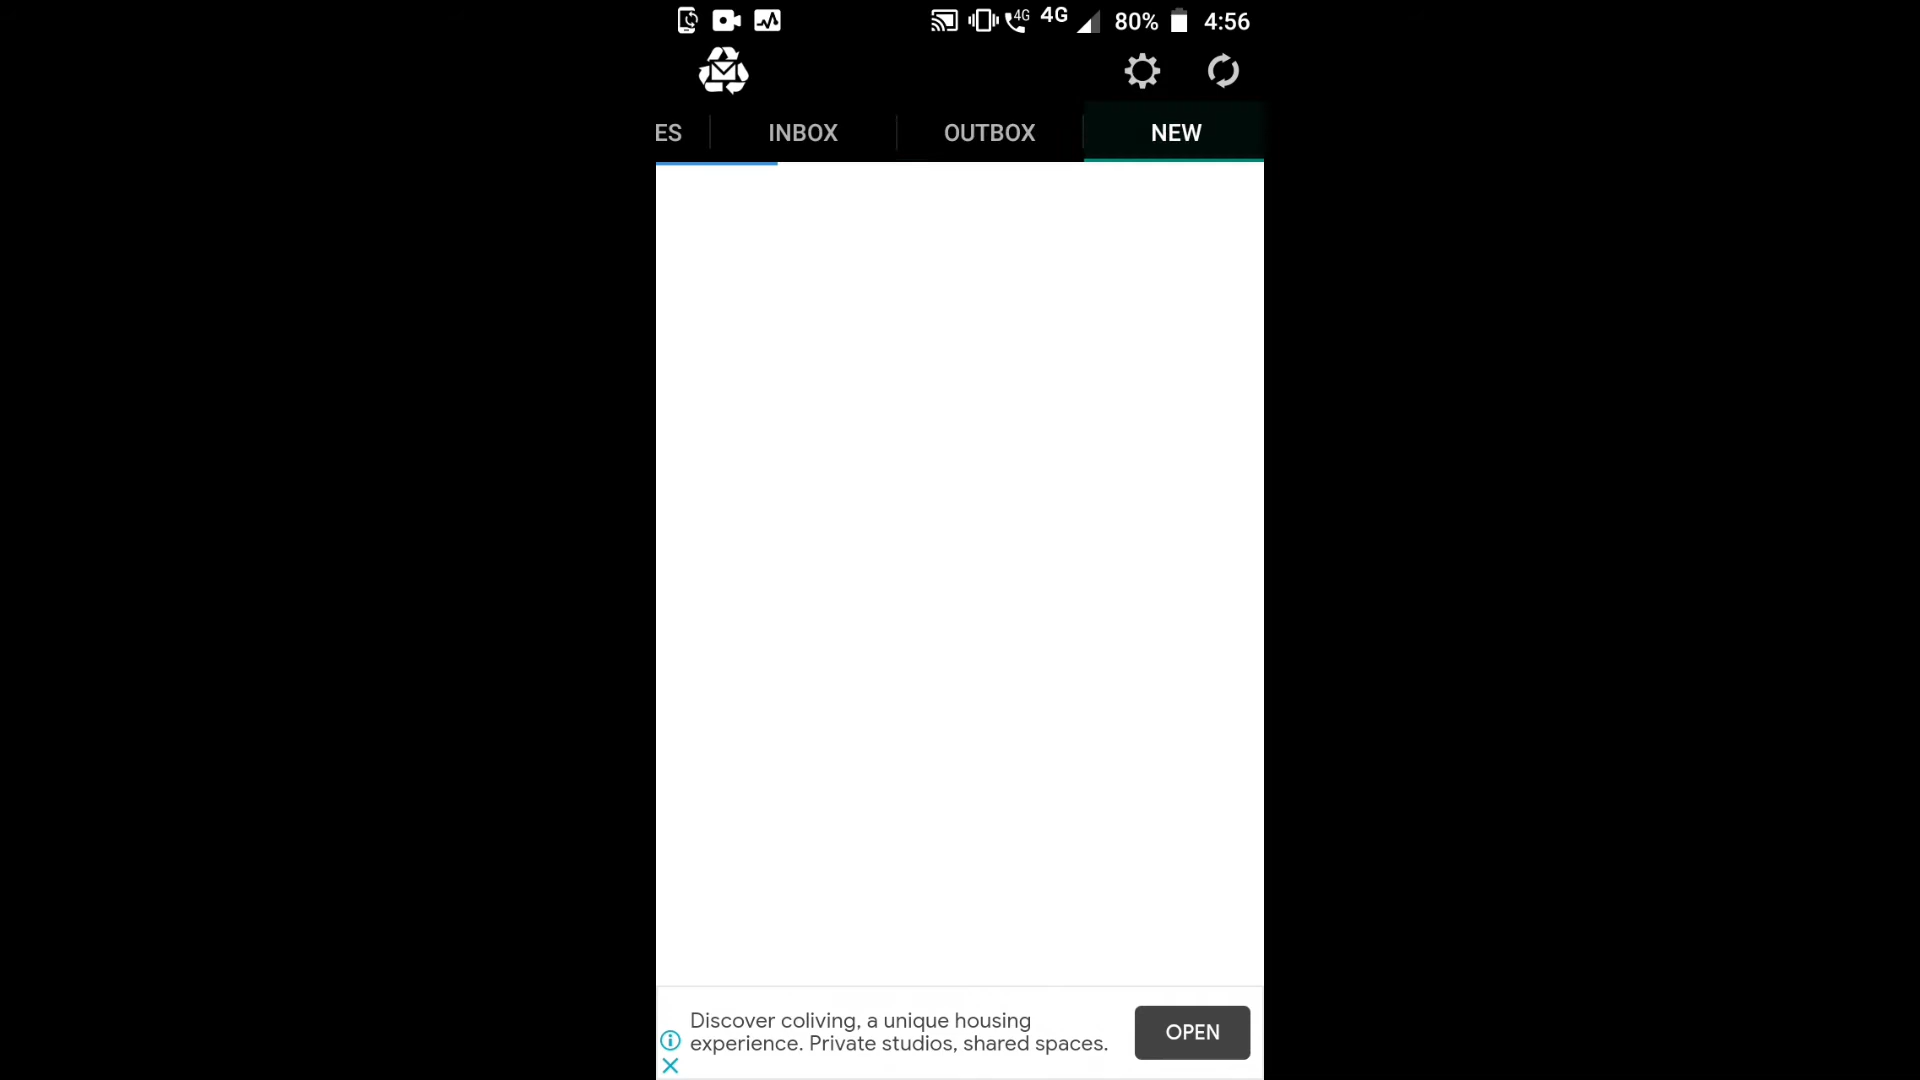 4G 4G 80% 4:56
ES INBOX OUTBOX NEW
Discover coliving, a unique housing
experience. Private studios, shared spaces.
OPEN